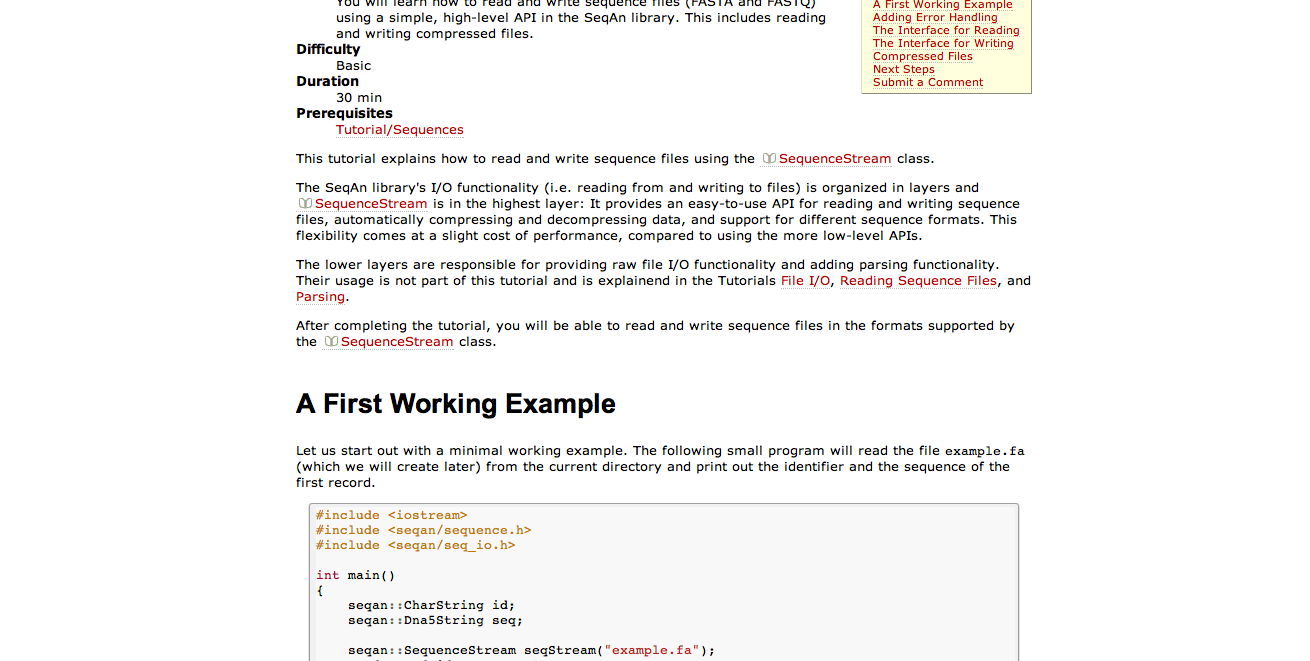 You will learn how to read and write sequence files (FASTA and FASTQ)
using a simple, high-level API in the SeqAn library. This includes reading
and writing compressed files.
Difficulty
Basic
Duration
30 min
Prerequisites
Tutorial/Sequences
A First Working Example
Adding Error Handling
The Interface for Reading
The Interface for Writing
Compressed Files
Next Steps
Submit a Comment
This tutorial explains how to read and write sequence files using the SequenceStream class.
The SeqAn library's I/O functionality (i.e. reading from and writing to files) is organized in layers and
SequenceStream is in the highest layer: It provides an easy-to-use API for reading and writing sequence
files, automatically compressing and decompressing data, and support for different sequence formats. This
flexibility comes at a slight cost of performance, compared to using the more low-level APIs.
The lower layers are responsible for providing raw file I/O functionality and adding parsing functionality.
Their usage is not part of this tutorial and is explainend in the Tutorials File I/O, Reading Sequence Files, and
Parsing.
After completing the tutorial, you will be able to read and write sequence files in the formats supported by
the SequenceStream class.
A First Working Example
Let us start out with a minimal working example. The following small program will read the file example.fa
(which we will create later) from the current directory and print out the identifier and the sequence of the
first record.
#include <iostream>
#include <seqan/sequence.h>
#include <seqan/seq_io.h>
int main()
{
seqan::CharString id;
seqan::Dna5String seq;
seqan::SequenceStream seqStream("example.fa");